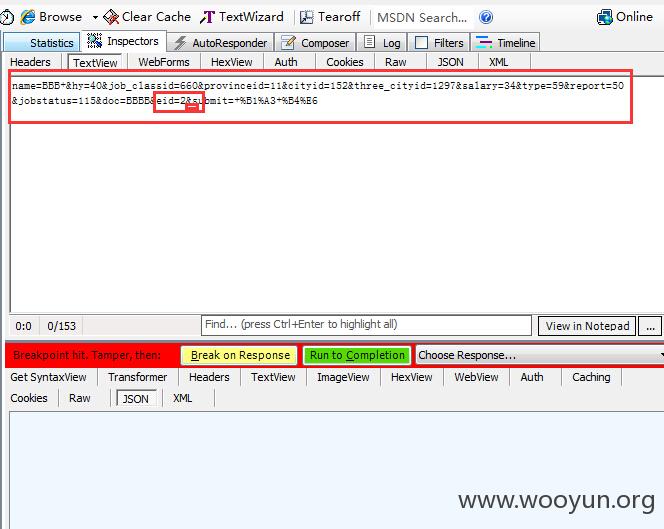 Browse Clear Cache TextWizard Tearoff MSDN Search... Online
Statistics Inspectors AutoResponder Composer Log Filters Timeline
Headers TextView WebForms HexView Auth Cookies Raw JSON XML
name=BBB+&hy=40&job_classid=660&provinceid=11&cityid=152&three_cityid=1297&salary=34&type=59&report=50
&jobstatus=115&doc=BBBB&eid=2&submit=+%B1%A3+%B4%E6
0:0 0/153 Find... (press Ctrl+Enter to highlight all) View in Notepad ...
Breakpoint hit. Tamper, then: Break on Response Run to Completion Choose Response...
Get SyntaxView Transformer Headers TextView ImageView HexView WebView Auth Caching
Cookies Raw JSON XML
www.wooyun.org